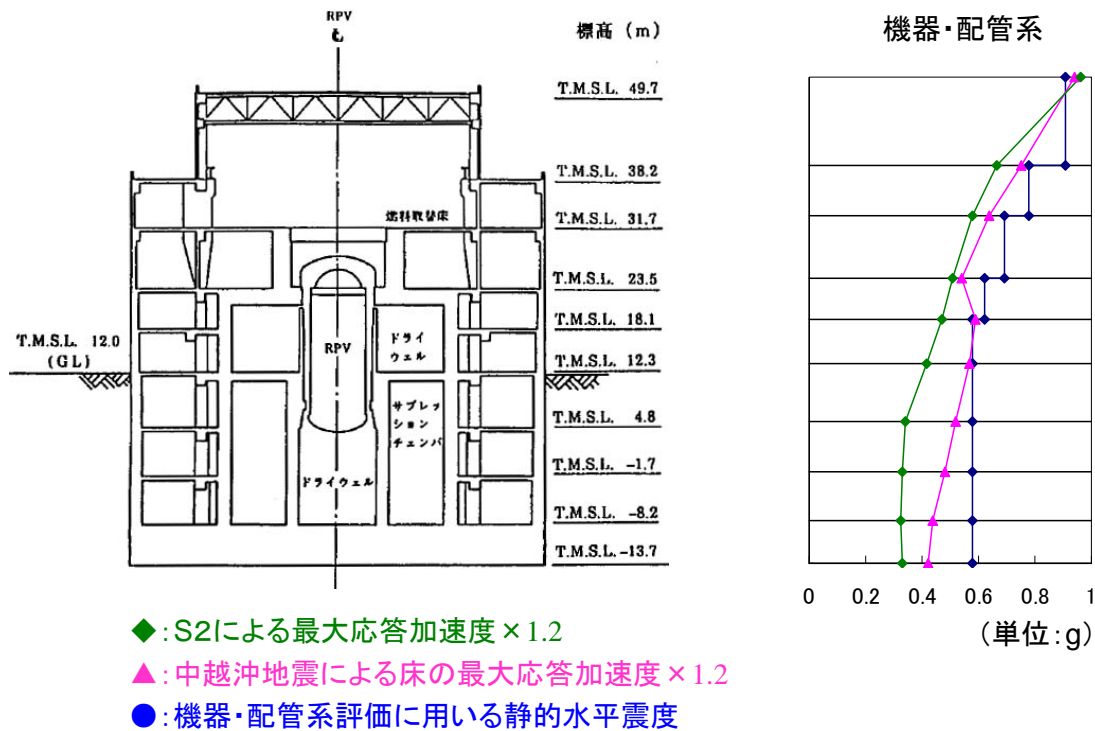 RPV
℄
標高 (m)
T.M.S.L. 49.7
T.M.S.L. 38.2
燃料取替床
T.M.S.L. 31.7
T.M.S.L. 23.5
T.M.S.L. 18.1
T.M.S.L. 12.0
(GL)
RPV
ドライ
ウェル
T.M.S.L. 12.3
サプレッ
ション
チェンバ
T.M.S.L. 4.8
T.M.S.L. -1.7
ドライウェル
T.M.S.L. -8.2
T.M.S.L. -13.7
機器・配管系
0 0.2 0.4 0.6 0.8 1
(単位:g)
◆:S2による最大応答加速度×1.2
▲:中越沖地震による床の最大応答加速度×1.2
●:機器・配管系評価に用いる静的水平震度